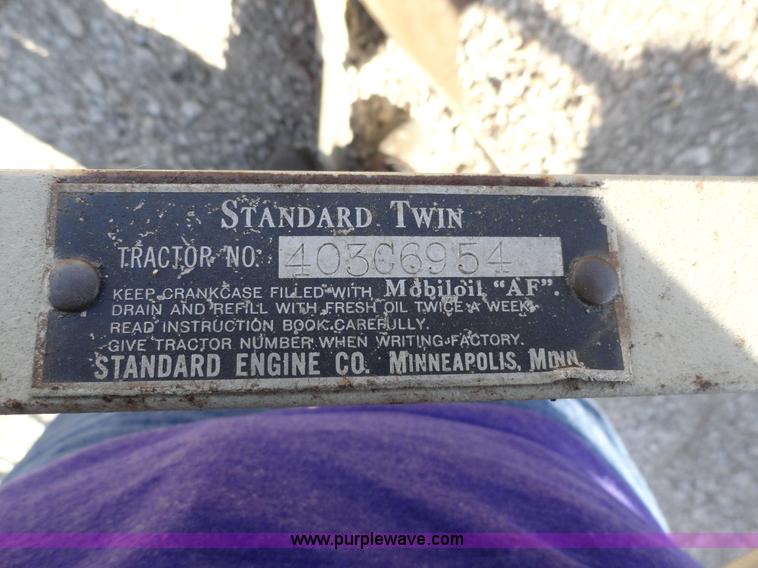 STANDARD TWIN
TRACTOR NO. 403G6954
KEEP CRANKCASE FILLED WITH Mobiloil "AF".
DRAIN AND REFILL WITH FRESH OIL TWICE A WEEK.
READ INSTRUCTION BOOK CAREFULLY.
GIVE TRACTOR NUMBER WHEN WRITING FACTORY.
STANDARD ENGINE CO. MINNEAPOLIS, MINN.
www.purplewave.com